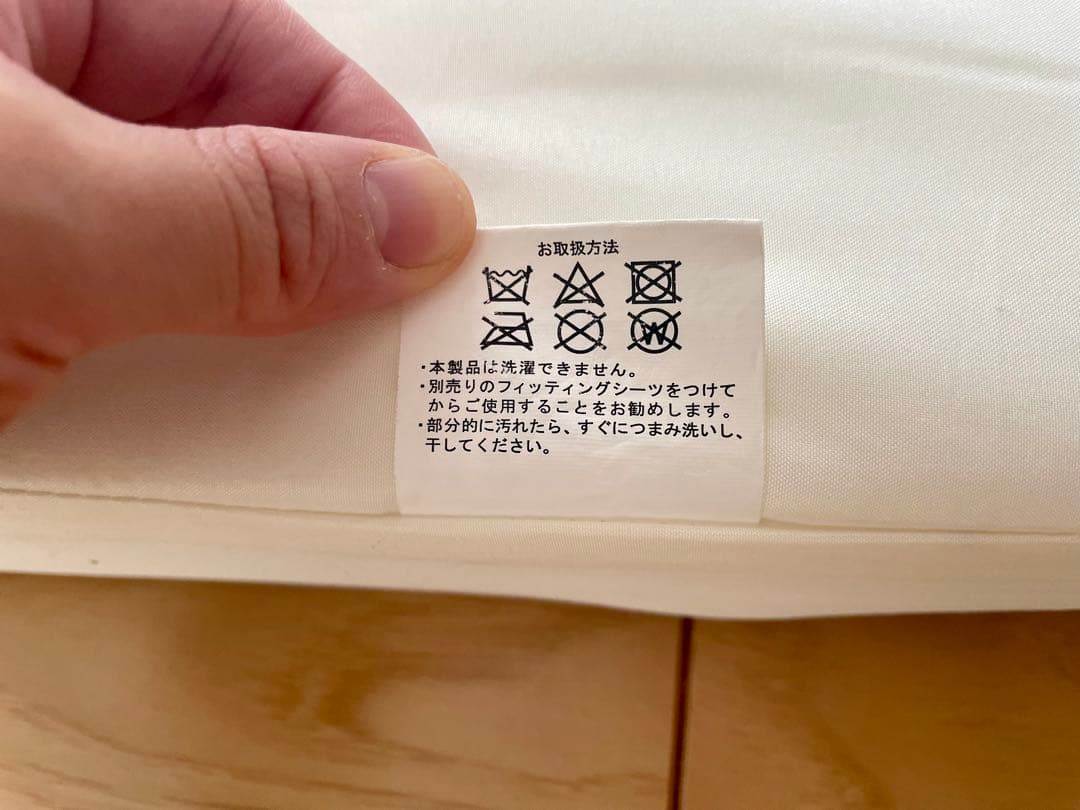 お取扱方法
W
・本製品は洗濯できません。
・別売りのフィッティングシーツをつけて
からご使用することをお勧めします。
・部分的に汚れたら、すぐにつまみ洗いし、
干してください。